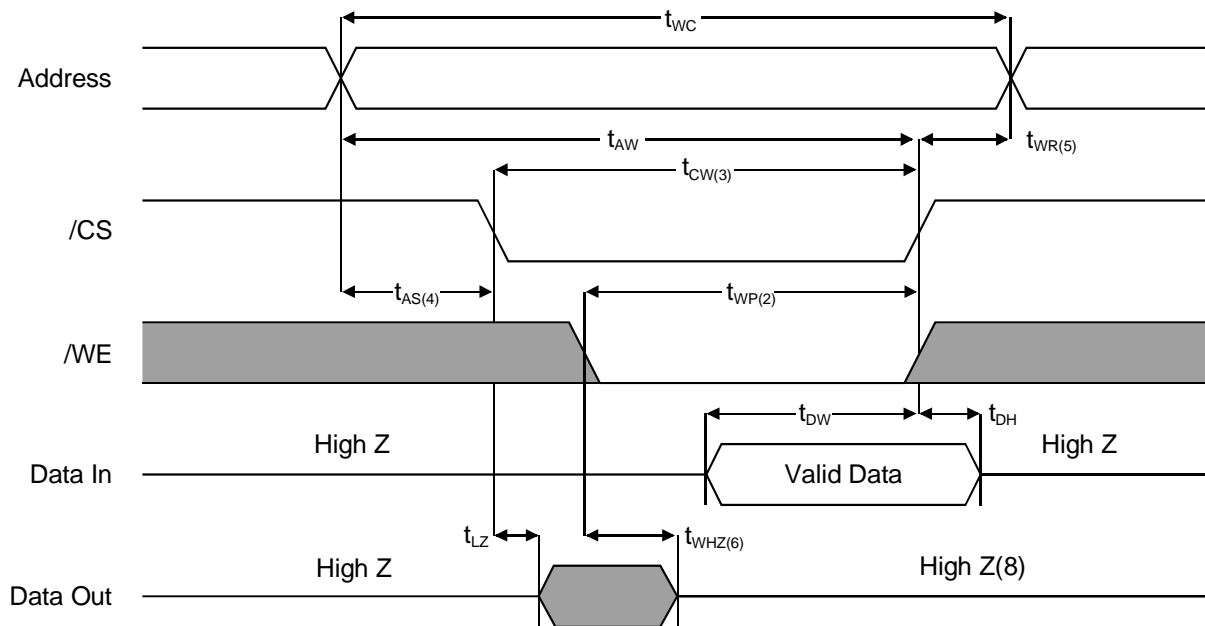 tWC
Address
tAW
tWR(5)
tCW(3)
/CS
tAS(4)
tWP(2)
/WE
tDW
tDH
High Z
High Z
Data In
Valid Data
tLZ
tWHZ(6)
High Z
High Z(8)
Data Out